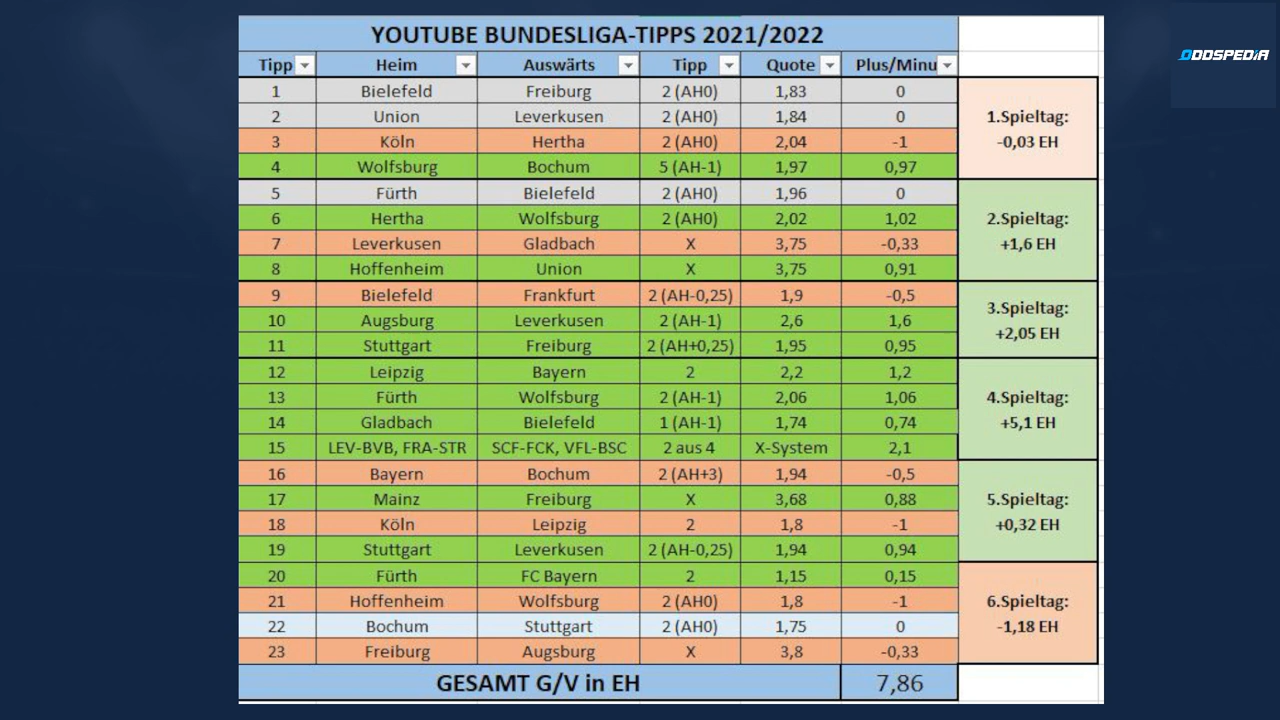 YOUTUBE BUNDESLIGA-TIPPS 2021/2022
ODDSPEDIA
Tipp Heim Auswärts Tipp Quote Plus/Minu
1 Bielefeld Freiburg 2 (AH0) 1,83 0
2 Union Leverkusen 2 (AH0) 1,84 0
1.Spieltag:
3 Köln Hertha 2 (AH0) 2,04 -1
-0,03 EH
4 Wolfsburg Bochum 5 (AH-1) 1,97 0,97
5 Fürth Bielefeld 2 (AH0) 1,96 0
6 Hertha Wolfsburg 2 (AH0) 2,02 1,02
2.Spieltag:
7 Leverkusen Gladbach X 3,75 -0,33
+1,6 EH
8 Hoffenheim Union X 3,75 0,91
9 Bielefeld Frankfurt 2 (AH-0,25) 1,9 -0,5
3.Spieltag:
10 Augsburg Leverkusen 2 (AH-1) 2,6 1,6
+2,05 EH
11 Stuttgart Freiburg 2 (AH+0,25) 1,95 0,95
12 Leipzig Bayern 2 2,2 1,2
13 Fürth Wolfsburg 2 (AH-1) 2,06 1,06
4.Spieltag:
14 Gladbach Bielefeld 1 (AH-1) 1,74 0,74
+5,1 EH
15 LEV-BVB, FRA-STR SCF-FCK, VFL-BSC 2 aus 4 X-System 2,1
16 Bayern Bochum 2 (AH+3) 1,94 -0,5
17 Mainz Freiburg X 3,68 0,88
5.Spieltag:
18 Köln Leipzig 2 1,8 -1
+0,32 EH
19 Stuttgart Leverkusen 2 (AH-0,25) 1,94 0,94
20 Fürth FC Bayern 2 1,15 0,15
21 Hoffenheim Wolfsburg 2 (AH0) 1,8 -1
6.Spieltag:
22 Bochum Stuttgart 2 (AH0) 1,75 0
-1,18 EH
23 Freiburg Augsburg X 3,8 -0,33
GESAMT G/V in EH 7,86